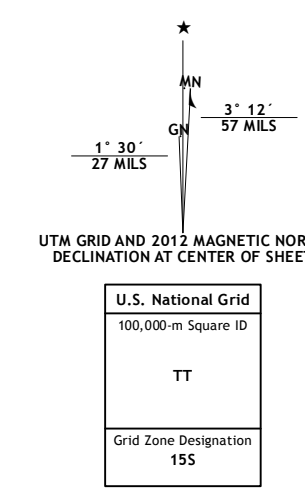 ★
MN
3° 12´
57 MILS
GN
1° 30´
27 MILS
UTM GRID AND 2012 MAGNETIC NOR
DECLINATION AT CENTER OF SHEET
U.S. National Grid
100,000-m Square ID
TT
Grid Zone Designation
15S